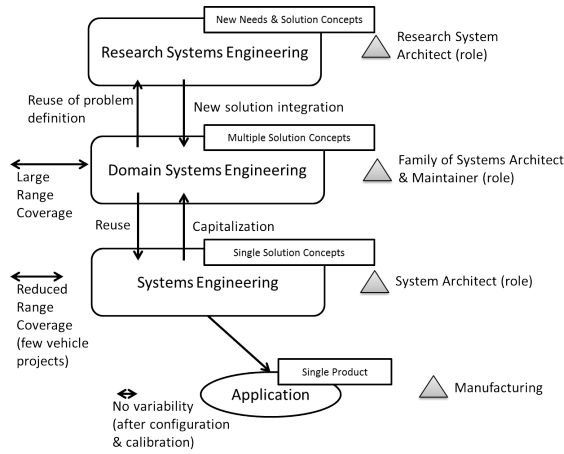 New Needs & Solution Concepts
Research Systems Engineering
Research System
Architect (role)
Reuse of problem
definition
New solution integration
Multiple Solution Concepts
Domain Systems Engineering
Family of Systems Architect
& Maintainer (role)
Large
Range
Coverage
Reuse
Capitalization
Single Solution Concepts
Systems Engineering
System Architect (role)
Reduced
Range
Coverage
(few vehicle
projects)
Single Product
Application
Manufacturing
No variability
(after configuration
& calibration)